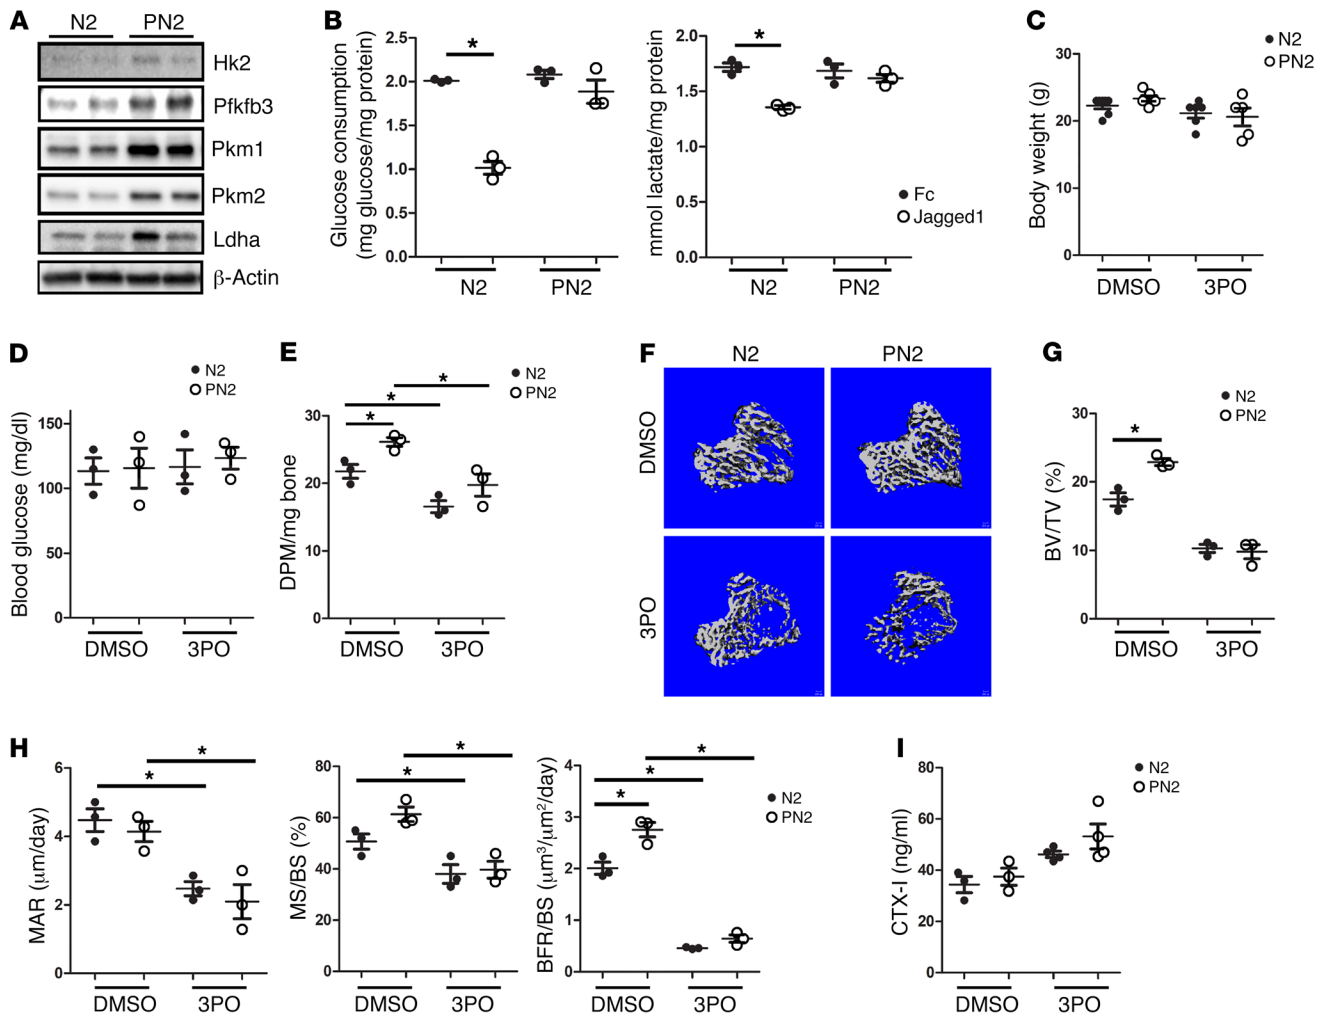 A
N2 PN2
Hk2
Pfkfb3
Pkm1
Pkm2
Ldha
β-Actin
B
Glucose consumption
(mg glucose/mg protein)
2.5
2.0
1.5
1.0
0.5
0.0
*
N2 PN2
mmol lactate/mg protein
2.0
1.5
1.0
0.5
0.0
*
N2 PN2
Fc
Jagged1
C
N2
PN2
Body weight (g)
30
20
10
0
DMSO 3PO
D
N2
PN2
Blood glucose (mg/dl)
150
100
50
0
DMSO 3PO
E
N2
PN2
DPM/mg bone
30
20
10
0
*
*
*
DMSO 3PO
F
N2 PN2
DMSO
3PO
G
N2
PN2
BV/TV (%)
30
20
10
0
*
DMSO 3PO
H
MAR (μm/day)
6
4
2
0
*
*
DMSO 3PO
MS/BS (%)
80
60
40
20
0
*
*
DMSO 3PO
BFR/BS (μm³/μm²/day)
4
3
2
1
0
*
*
*
DMSO 3PO
N2
PN2
I
N2
PN2
CTX-I (ng/ml)
80
60
40
20
0
DMSO 3PO